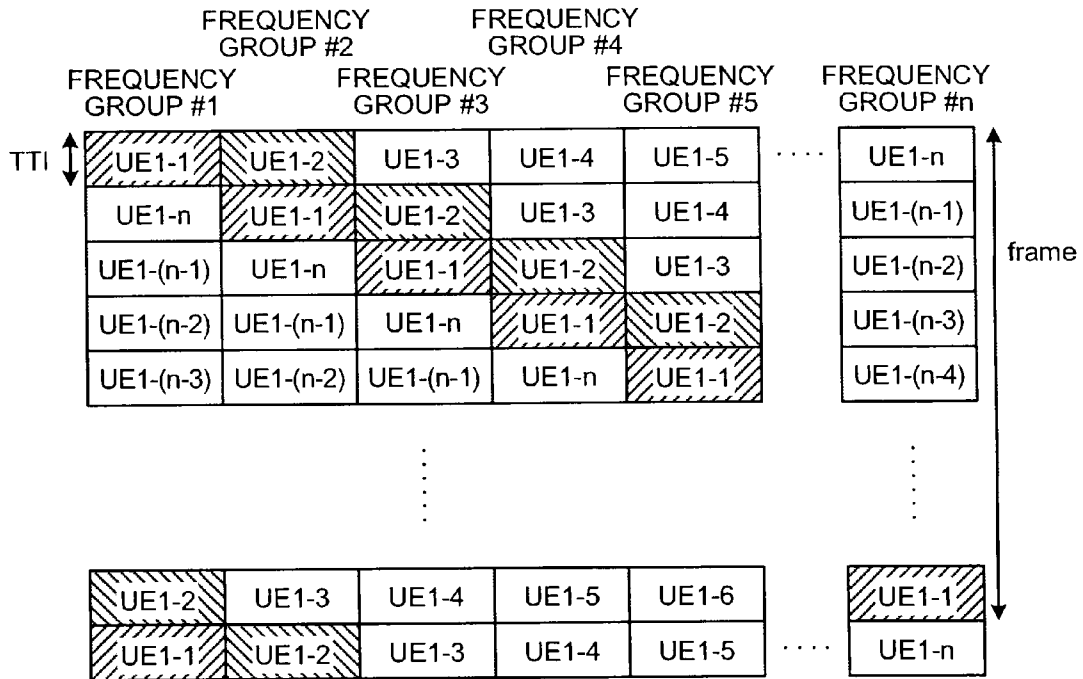 FREQUENCY GROUP #2
FREQUENCY GROUP #4
FREQUENCY GROUP #1
FREQUENCY GROUP #3
FREQUENCY GROUP #5
FREQUENCY GROUP #n
TTI
UE1-1 UE1-2 UE1-3 UE1-4 UE1-5 ···· UE1-n
UE1-n UE1-1 UE1-2 UE1-3 UE1-4 UE1-(n-1)
UE1-(n-1) UE1-n UE1-1 UE1-2 UE1-3 UE1-(n-2)
frame
UE1-(n-2) UE1-(n-1) UE1-n UE1-1 UE1-2 UE1-(n-3)
UE1-(n-3) UE1-(n-2) UE1-(n-1) UE1-n UE1-1 UE1-(n-4)
UE1-2 UE1-3 UE1-4 UE1-5 UE1-6 UE1-1
UE1-1 UE1-2 UE1-3 UE1-4 UE1-5 ···· UE1-n